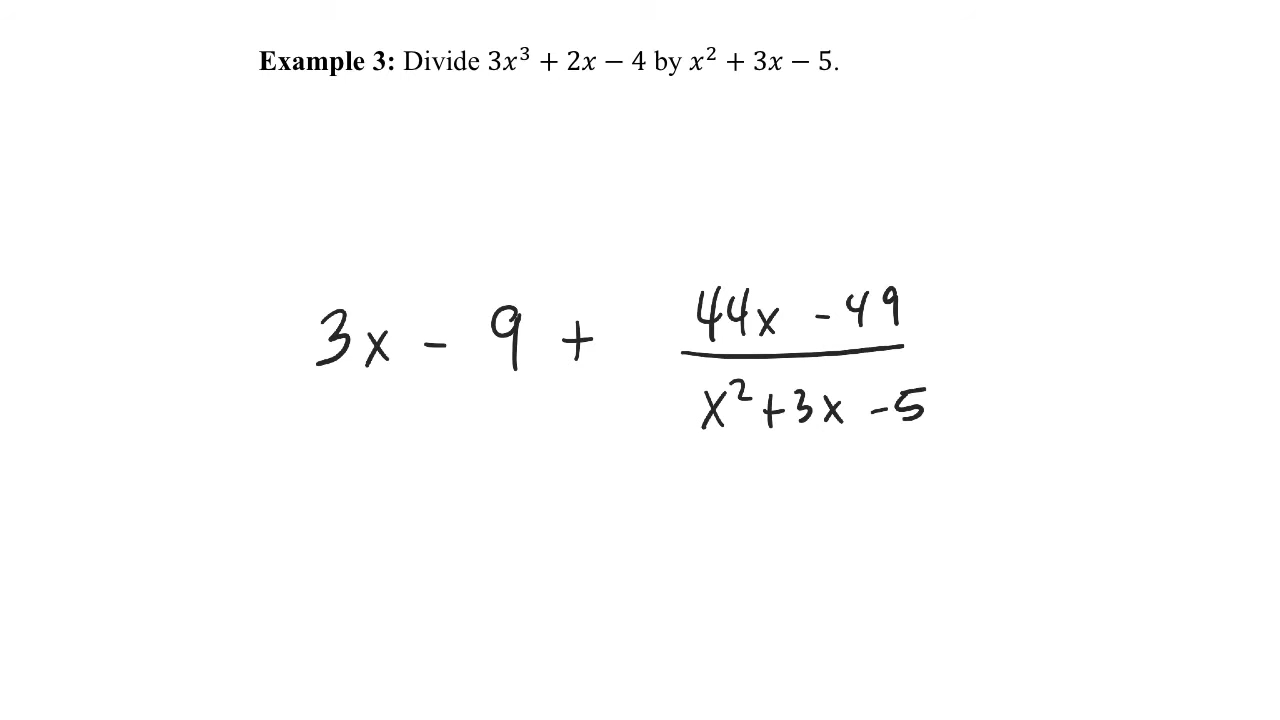 Example 3: Divide 3x³ + 2x − 4 by x² + 3x − 5.
3x - 9 + 
44x - 49
x² + 3x - 5